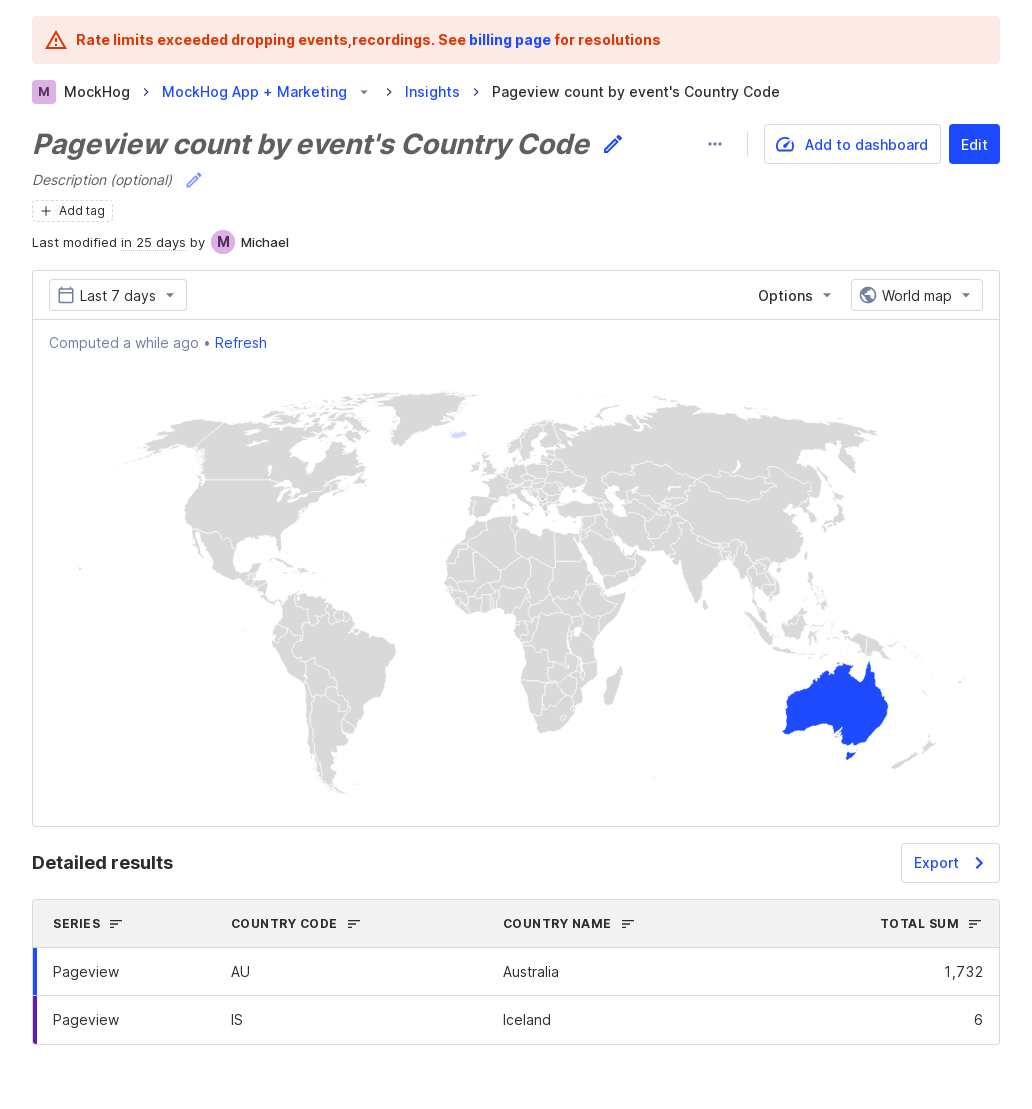 Rate limits exceeded dropping events,recordings. See billing page for resolutions
M MockHog MockHog App + Marketing Insights Pageview count by event's Country Code
Pageview count by event's Country Code
Add to dashboard
Edit
Description (optional)
Add tag
Last modified in 25 days by M Michael
Last 7 days
Options
World map
Computed a while ago • Refresh
Detailed results
Export
SERIES COUNTRY CODE COUNTRY NAME TOTAL SUM
Pageview AU Australia 1,732
Pageview IS Iceland 6